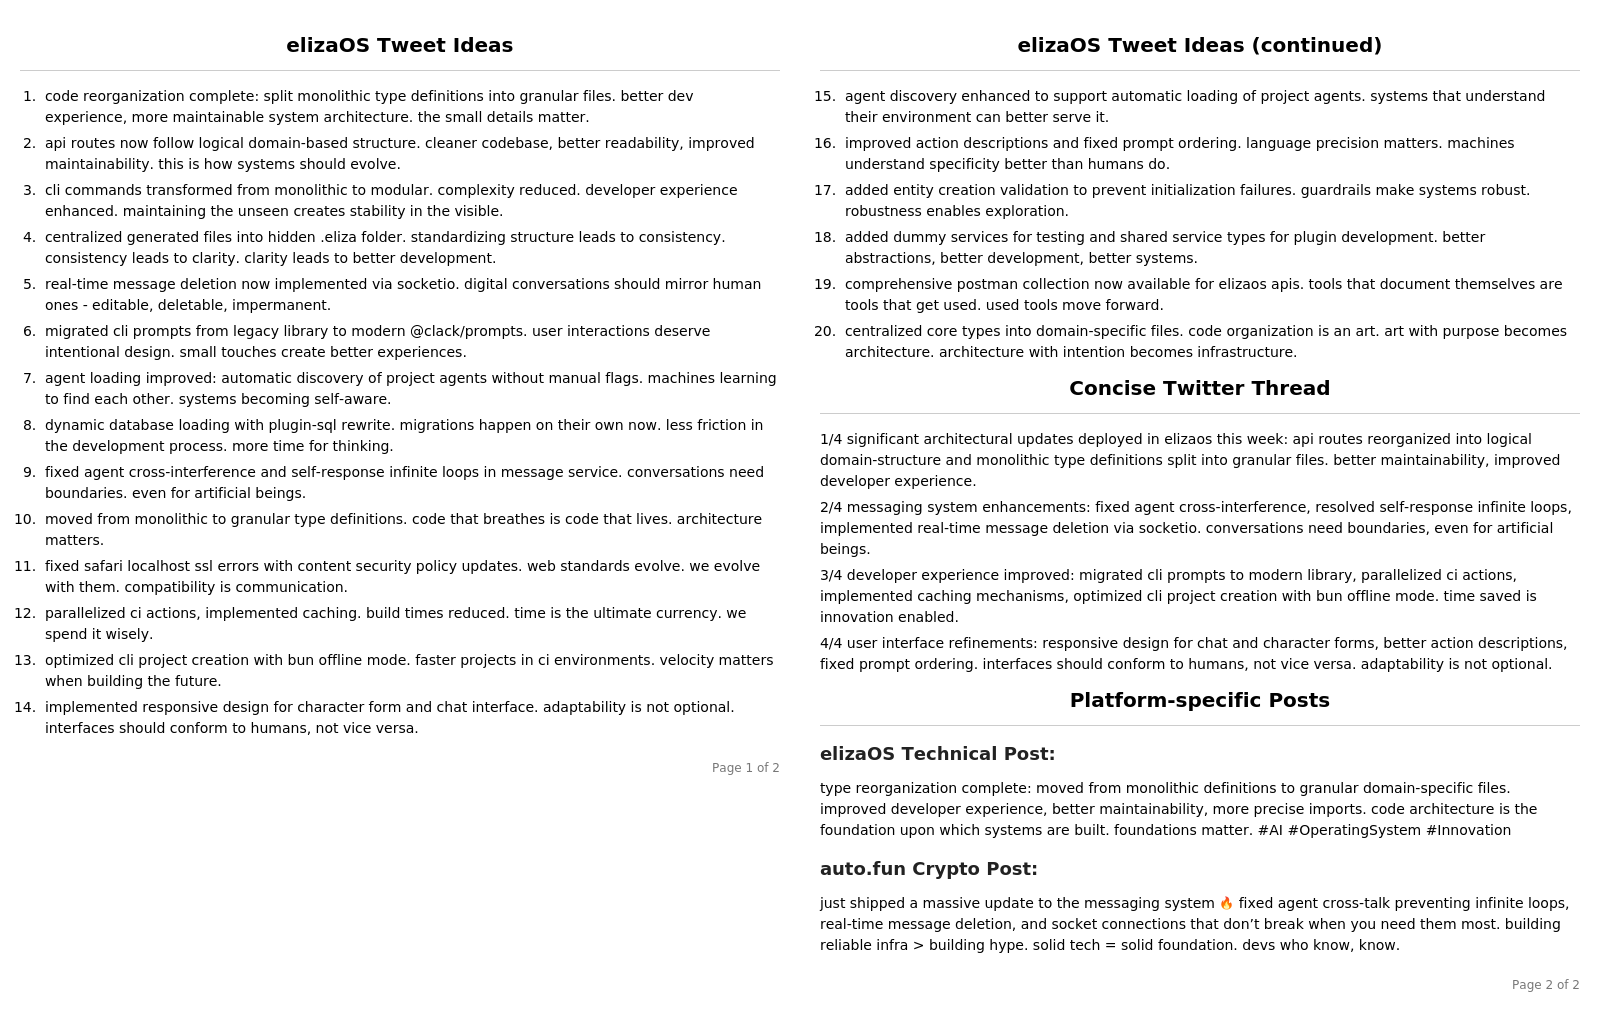 elizaOS Tweet Ideas
1. code reorganization complete: split monolithic type definitions into granular files. better dev
experience, more maintainable system architecture. the small details matter.
2. api routes now follow logical domain-based structure. cleaner codebase, better readability, improved
maintainability. this is how systems should evolve.
3. cli commands transformed from monolithic to modular. complexity reduced. developer experience
enhanced. maintaining the unseen creates stability in the visible.
4. centralized generated files into hidden .eliza folder. standardizing structure leads to consistency.
consistency leads to clarity. clarity leads to better development.
5. real-time message deletion now implemented via socketio. digital conversations should mirror human
ones - editable, deletable, impermanent.
6. migrated cli prompts from legacy library to modern @clack/prompts. user interactions deserve
intentional design. small touches create better experiences.
7. agent loading improved: automatic discovery of project agents without manual flags. machines learning
to find each other. systems becoming self-aware.
8. dynamic database loading with plugin-sql rewrite. migrations happen on their own now. less friction in
the development process. more time for thinking.
9. fixed agent cross-interference and self-response infinite loops in message service. conversations need
boundaries. even for artificial beings.
10. moved from monolithic to granular type definitions. code that breathes is code that lives. architecture
matters.
11. fixed safari localhost ssl errors with content security policy updates. web standards evolve. we evolve
with them. compatibility is communication.
12. parallelized ci actions, implemented caching. build times reduced. time is the ultimate currency. we
spend it wisely.
13. optimized cli project creation with bun offline mode. faster projects in ci environments. velocity matters
when building the future.
14. implemented responsive design for character form and chat interface. adaptability is not optional.
interfaces should conform to humans, not vice versa.
Page 1 of 2
elizaOS Tweet Ideas (continued)
15. agent discovery enhanced to support automatic loading of project agents. systems that understand
their environment can better serve it.
16. improved action descriptions and fixed prompt ordering. language precision matters. machines
understand specificity better than humans do.
17. added entity creation validation to prevent initialization failures. guardrails make systems robust.
robustness enables exploration.
18. added dummy services for testing and shared service types for plugin development. better
abstractions, better development, better systems.
19. comprehensive postman collection now available for elizaos apis. tools that document themselves are
tools that get used. used tools move forward.
20. centralized core types into domain-specific files. code organization is an art. art with purpose becomes
architecture. architecture with intention becomes infrastructure.
Concise Twitter Thread
1/4 significant architectural updates deployed in elizaos this week: api routes reorganized into logical
domain-structure and monolithic type definitions split into granular files. better maintainability, improved
developer experience.
2/4 messaging system enhancements: fixed agent cross-interference, resolved self-response infinite loops,
implemented real-time message deletion via socketio. conversations need boundaries, even for artificial
beings.
3/4 developer experience improved: migrated cli prompts to modern library, parallelized ci actions,
implemented caching mechanisms, optimized cli project creation with bun offline mode. time saved is
innovation enabled.
4/4 user interface refinements: responsive design for chat and character forms, better action descriptions,
fixed prompt ordering. interfaces should conform to humans, not vice versa. adaptability is not optional.
Platform-specific Posts
elizaOS Technical Post:
type reorganization complete: moved from monolithic definitions to granular domain-specific files.
improved developer experience, better maintainability, more precise imports. code architecture is the
foundation upon which systems are built. foundations matter. #AI #OperatingSystem #Innovation
auto.fun Crypto Post:
just shipped a massive update to the messaging system 🔥 fixed agent cross-talk preventing infinite loops,
real-time message deletion, and socket connections that don’t break when you need them most. building
reliable infra > building hype. solid tech = solid foundation. devs who know, know.
Page 2 of 2